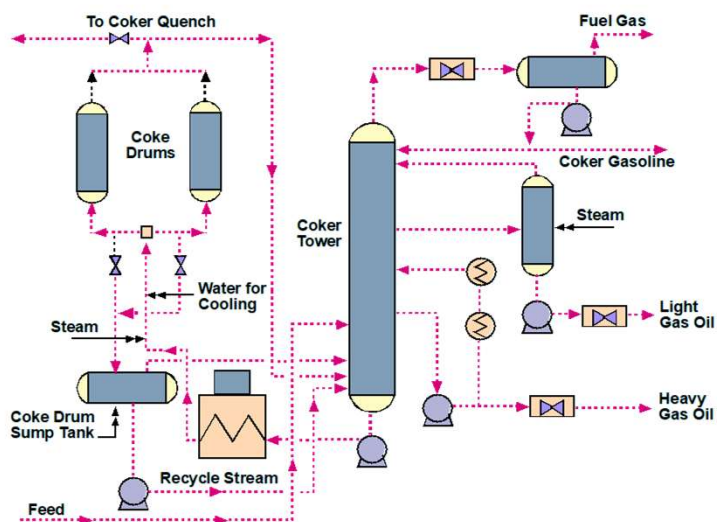 To Coker Quench
Fuel Gas
Coke
Drums
Coker Gasoline
Coker
Tower
Steam
Water for
Cooling
Light
Gas Oil
Steam
Heavy
Gas Oil
Coke Drum
Sump Tank
Recycle Stream
Feed